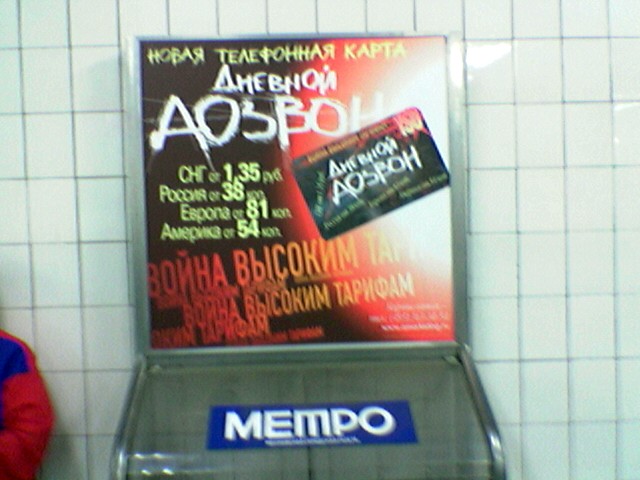 НОВАЯ ТЕЛЕФОННАЯ КАРТА
ДНЕВНОЙ
ДОЗВОН
СНГ от 1,35 руб.
Россия от 38 коп.
Европа от 81 коп.
Америка от 54 коп.
ДНЕВНОЙ
ДОЗВОН
ВОЙНА ВЫСОКИМ
ВОЙНА ВЫСОКИМ ТАРИФАМ
ТАРИФАМ
МЕТРО